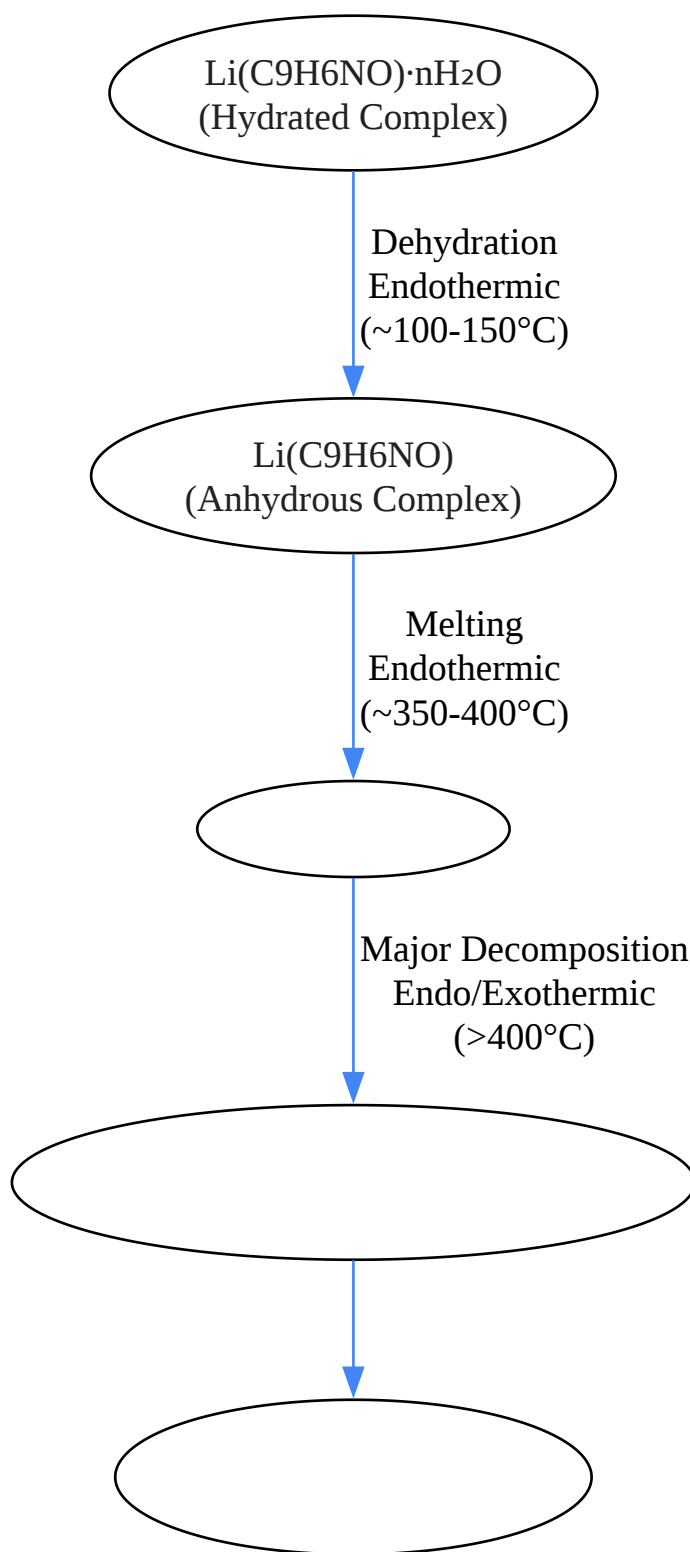 Li(C9H6NO)·nH₂O
(Hydrated Complex)
Dehydration
Endothermic
(~100-150°C)
Li(C9H6NO)
(Anhydrous Complex)
Melting
Endothermic
(~350-400°C)
Major Decomposition
Endo/Exothermic
(>400°C)